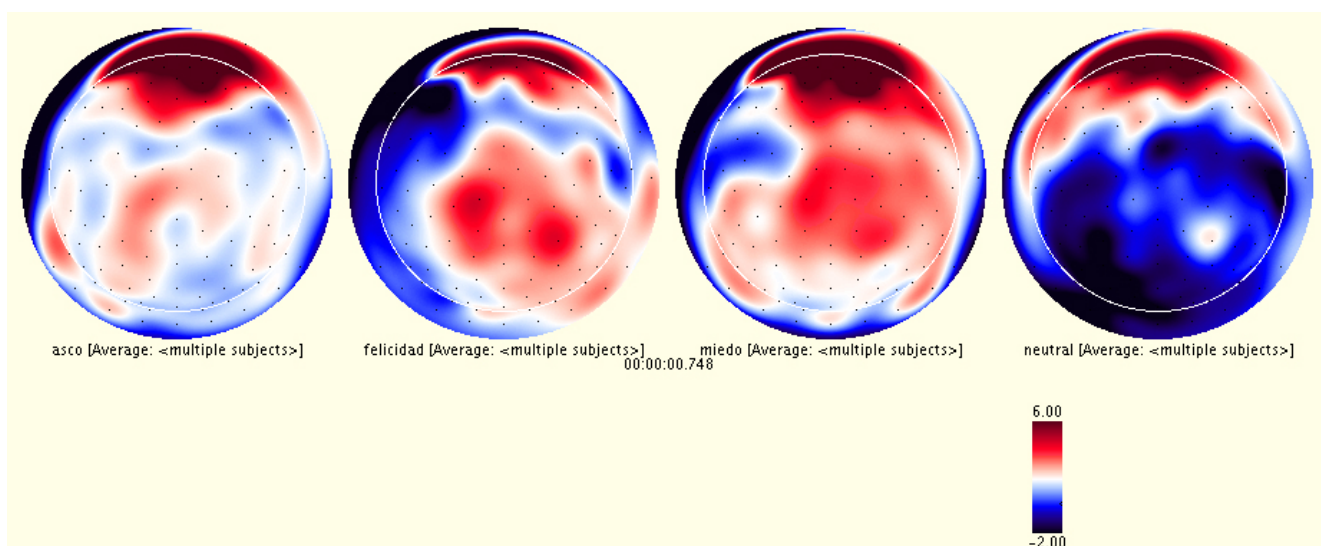 asco [Average: <multiple subjects>]
felicidad [Average: <multiple subjects>]
miedo [Average: <multiple subjects>]
neutral [Average: <multiple subjects>]
00:00:00.748
6.00
-2.00